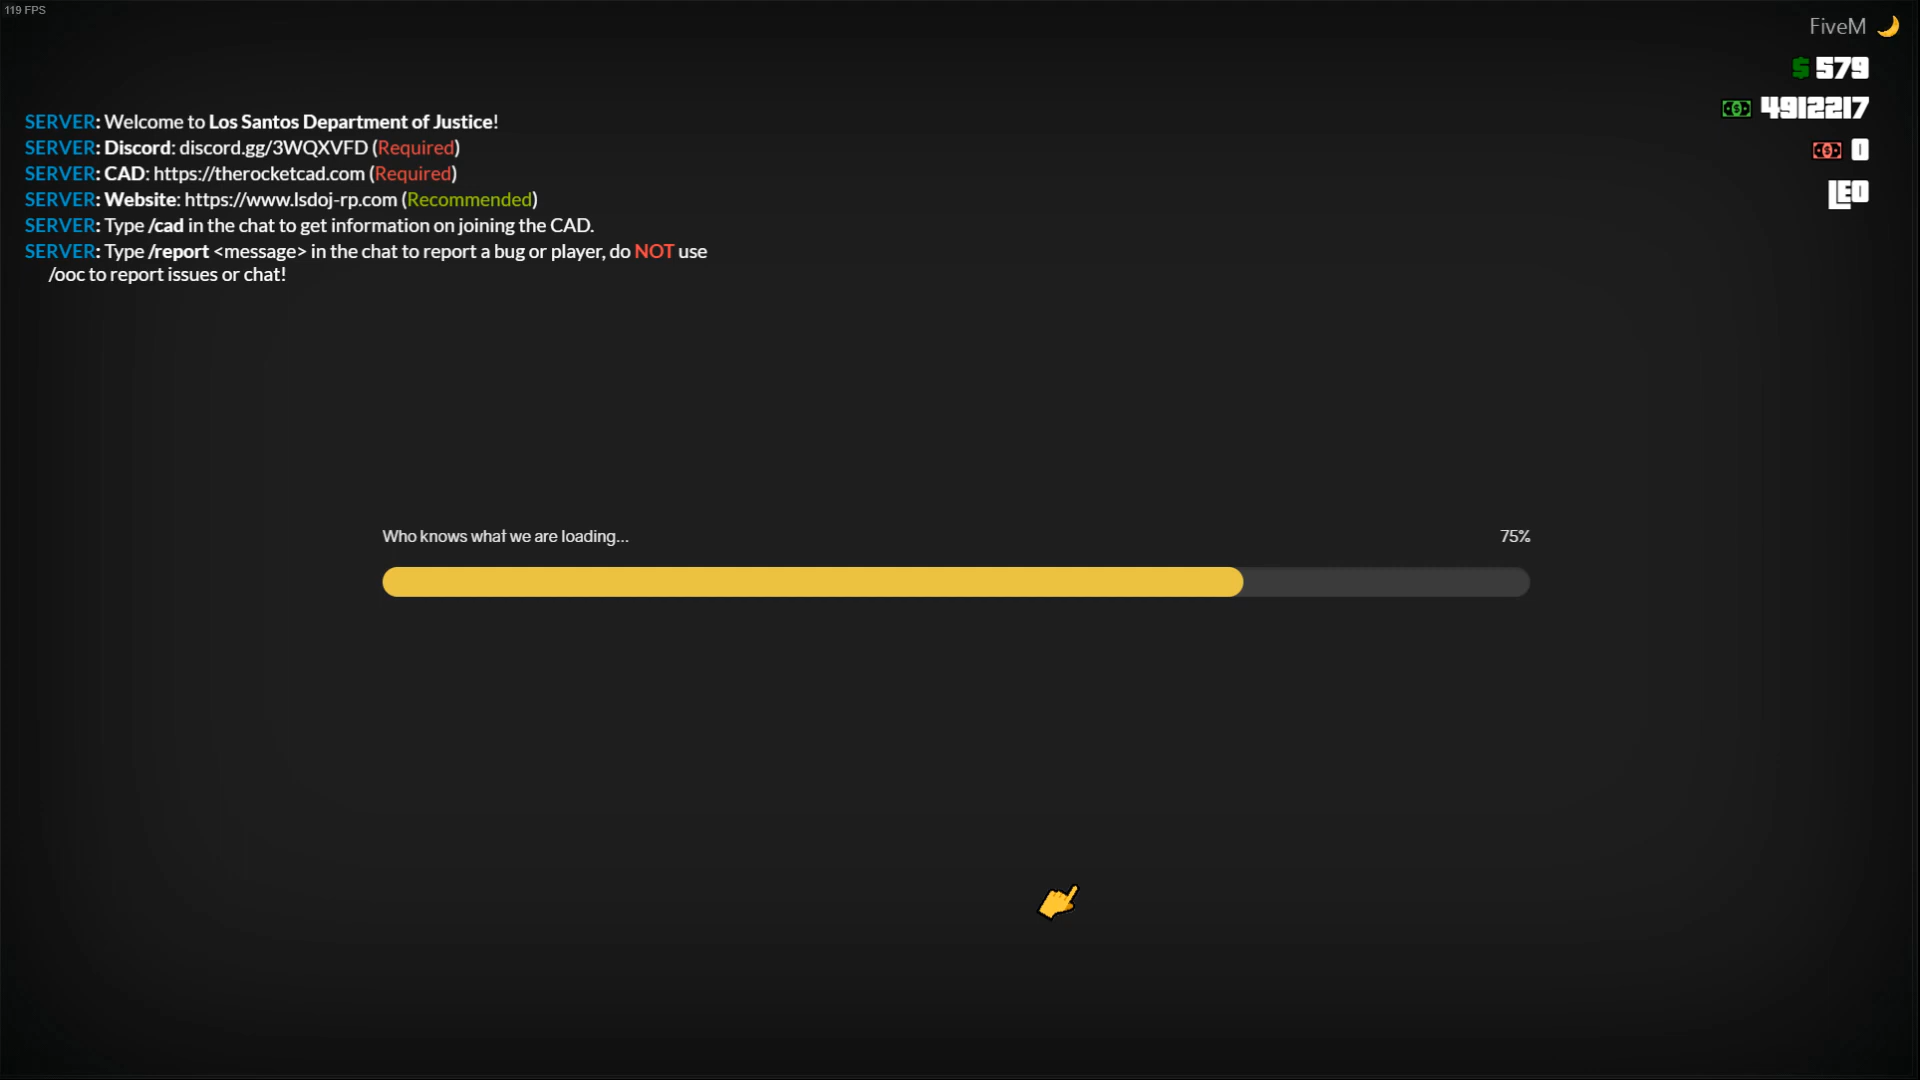 119 FPS
FiveM
$ 579
4912217
0
LEO
SERVER: Welcome to Los Santos Department of Justice!
SERVER: Discord: discord.gg/3WQXVFD (Required)
SERVER: CAD: https://therocketcad.com (Required)
SERVER: Website: https://www.lsdoj-rp.com (Recommended)
SERVER: Type /cad in the chat to get information on joining the CAD.
SERVER: Type /report <message> in the chat to report a bug or player, do NOT use
/ooc to report issues or chat!
Who knows what we are loading...
75%